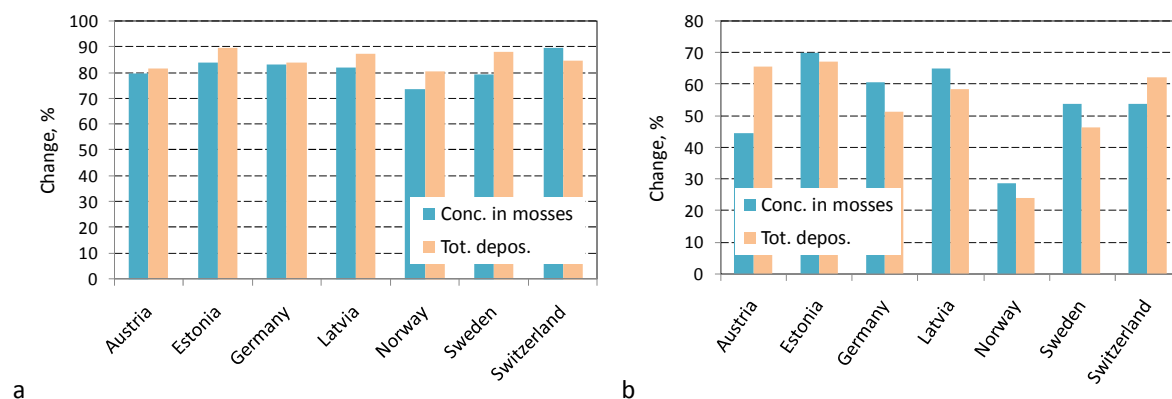 100
90
80
70
60
50
40
30
20
10
0
Change, %
Conc. in mosses
Tot. depos.
Austria
Estonia
Germany
Latvia
Norway
Sweden
Switzerland
a
80
70
60
50
40
30
20
10
0
Change, %
Conc. in mosses
Tot. depos.
Austria
Estonia
Germany
Latvia
Norway
Sweden
Switzerland
b